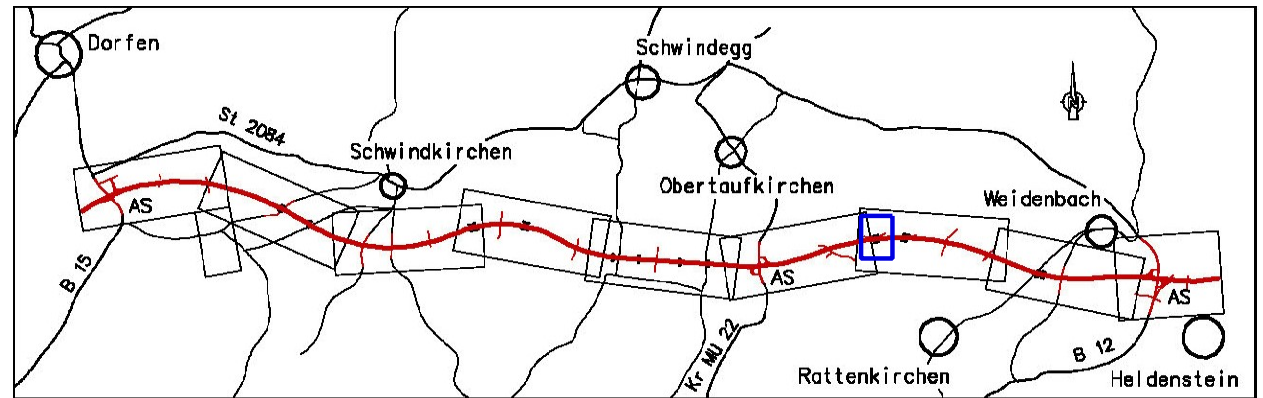 Dorfen
Schwindegg
St 2084
Schwindkirchen
Obertaufkirchen
Weidenbach
N
AS
B 15
AS
AS
Kr MÜ 22
B 12
Rattenkirchen
Heldenstein